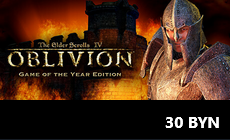 The Elder Scrolls IV
OBLIVION
GAME OF THE YEAR EDITION
30 BYN